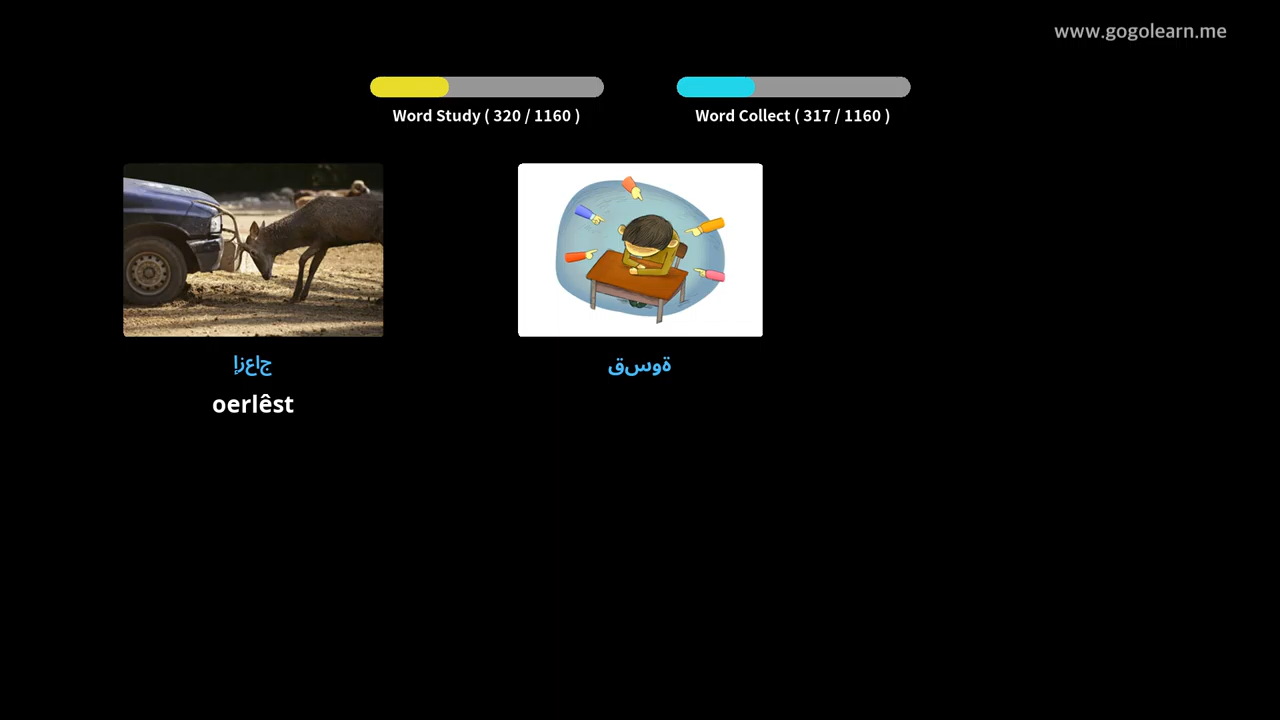 www.gogolearn.me
Word Study ( 320 / 1160 )
Word Collect ( 317 / 1160 )
جاعزإ
ةوسق
oerlêst